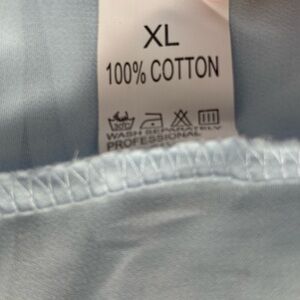 XL
100% COTTON
WASH SEPARATELY
PROFESSIONAL